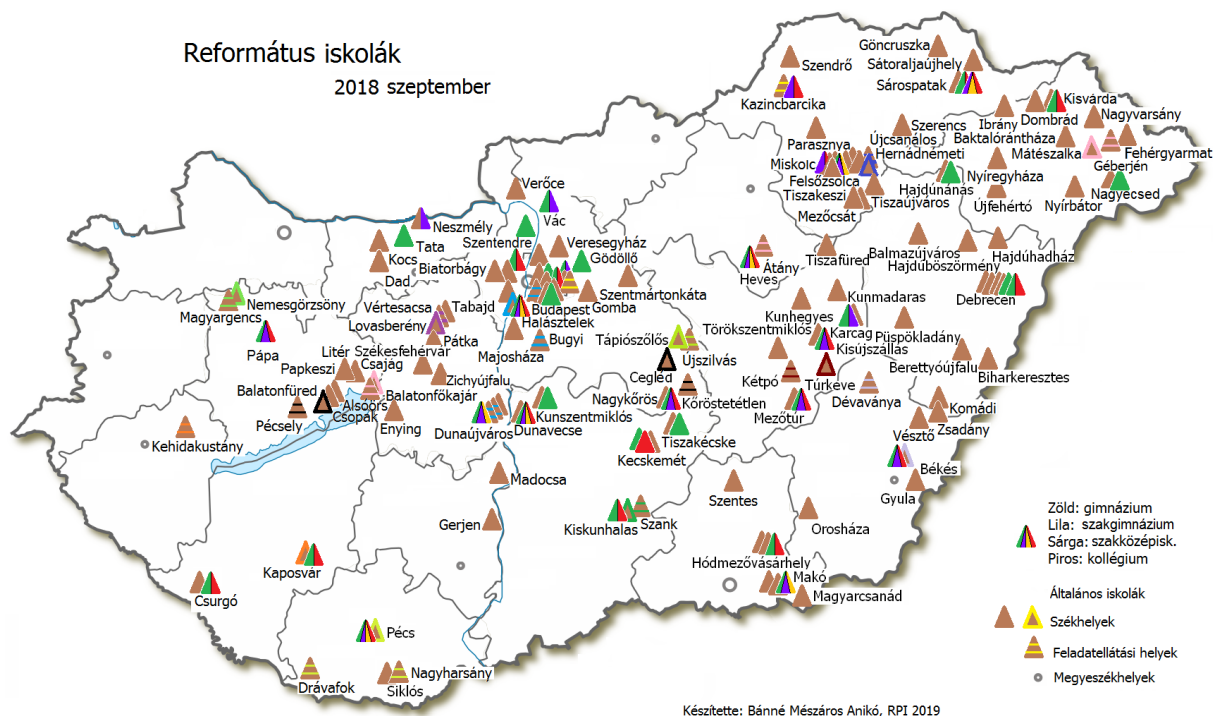 Református iskolák
2018 szeptember
Göncruszka
Szendrő
Sátoraljaújhely
Sárospatak
Kazincbarcika
Kisvárda
Dombrád
Nagyvarsány
Ibrány
Szerencs
Baktalórántháza
Parasznya
Újcsanálos
Hernádnémeti
Mátészalka
Fehérgyarmat
Géberjén
Miskolc
Felsőzsolca
Nyíregyháza
Hajdúnánás
Nagyecsed
Tiszakeszi
Tiszaújváros
Újfehértó
Nyírbátor
Mezőcsát
Verőce
Vác
Neszmély
Tata
Szentendre
Veresegyház
Gödöllő
Kocs
Dad
Biatorbágy
Átány
Heves
Tiszafüred
Balmazújváros
Hajdúböszörmény
Hajdúhadház
Debrecen
Nemesgörzsöny
Magyargencs
Vértesacsa
Tabajd
Lovasberény
Budapest
Szentmártonkáta
Gomba
Halásztelek
Kunmadaras
Kunhegyes
Pápa
Pátka
Majosháza
Bugyi
Tápiószőlős
Újszilvás
Törökszentmiklós
Karcag
Püspökladány
Kisújszállás
Litér
Székesfehérvár
Papkeszi
Csajág
Zichyújfalu
Cegléd
Kétpó
Túrkeve
Dévaványa
Berettyóújfalu
Biharkeresztes
Balatonfüred
Balatonfőkajár
Alsóörs
Csopak
Pécsely
Enying
Nagykőrös
Kőröstetétlen
Mezőtúr
Komádi
Zsadány
Kehidakustány
Dunaújváros
Dunavecse
Kunszentmiklós
Tiszakécske
Kecskemét
Vésztő
Békés
Gyula
Madocsa
Szentes
Gerjen
Kiskunhalas
Szank
Orosháza
Kaposvár
Hódmezővásárhely
Makó
Magyarcsanád
Csurgó
Pécs
Nagyharsány
Drávafok
Siklós
Zöld: gimnázium
Lila: szakgimnázium
Sárga: szakközépisk.
Piros: kollégium
Általános iskolák
Székhelyek
Feladatellátási helyek
Megyeszékhelyek
Készítette: Bánné Mészáros Anikó, RPI 2019